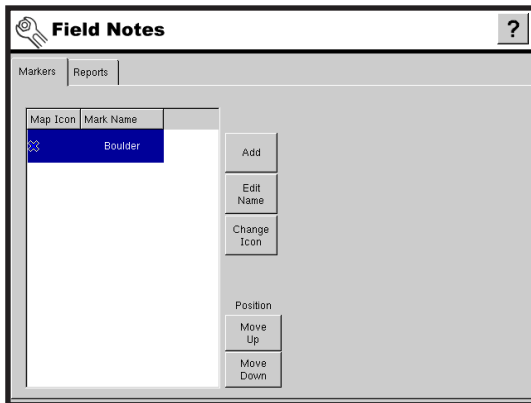 Field Notes
?
Markers
Reports
Map Icon
Mark Name
Boulder
Add
Edit
Name
Change
Icon
Position
Move
Up
Move
Down